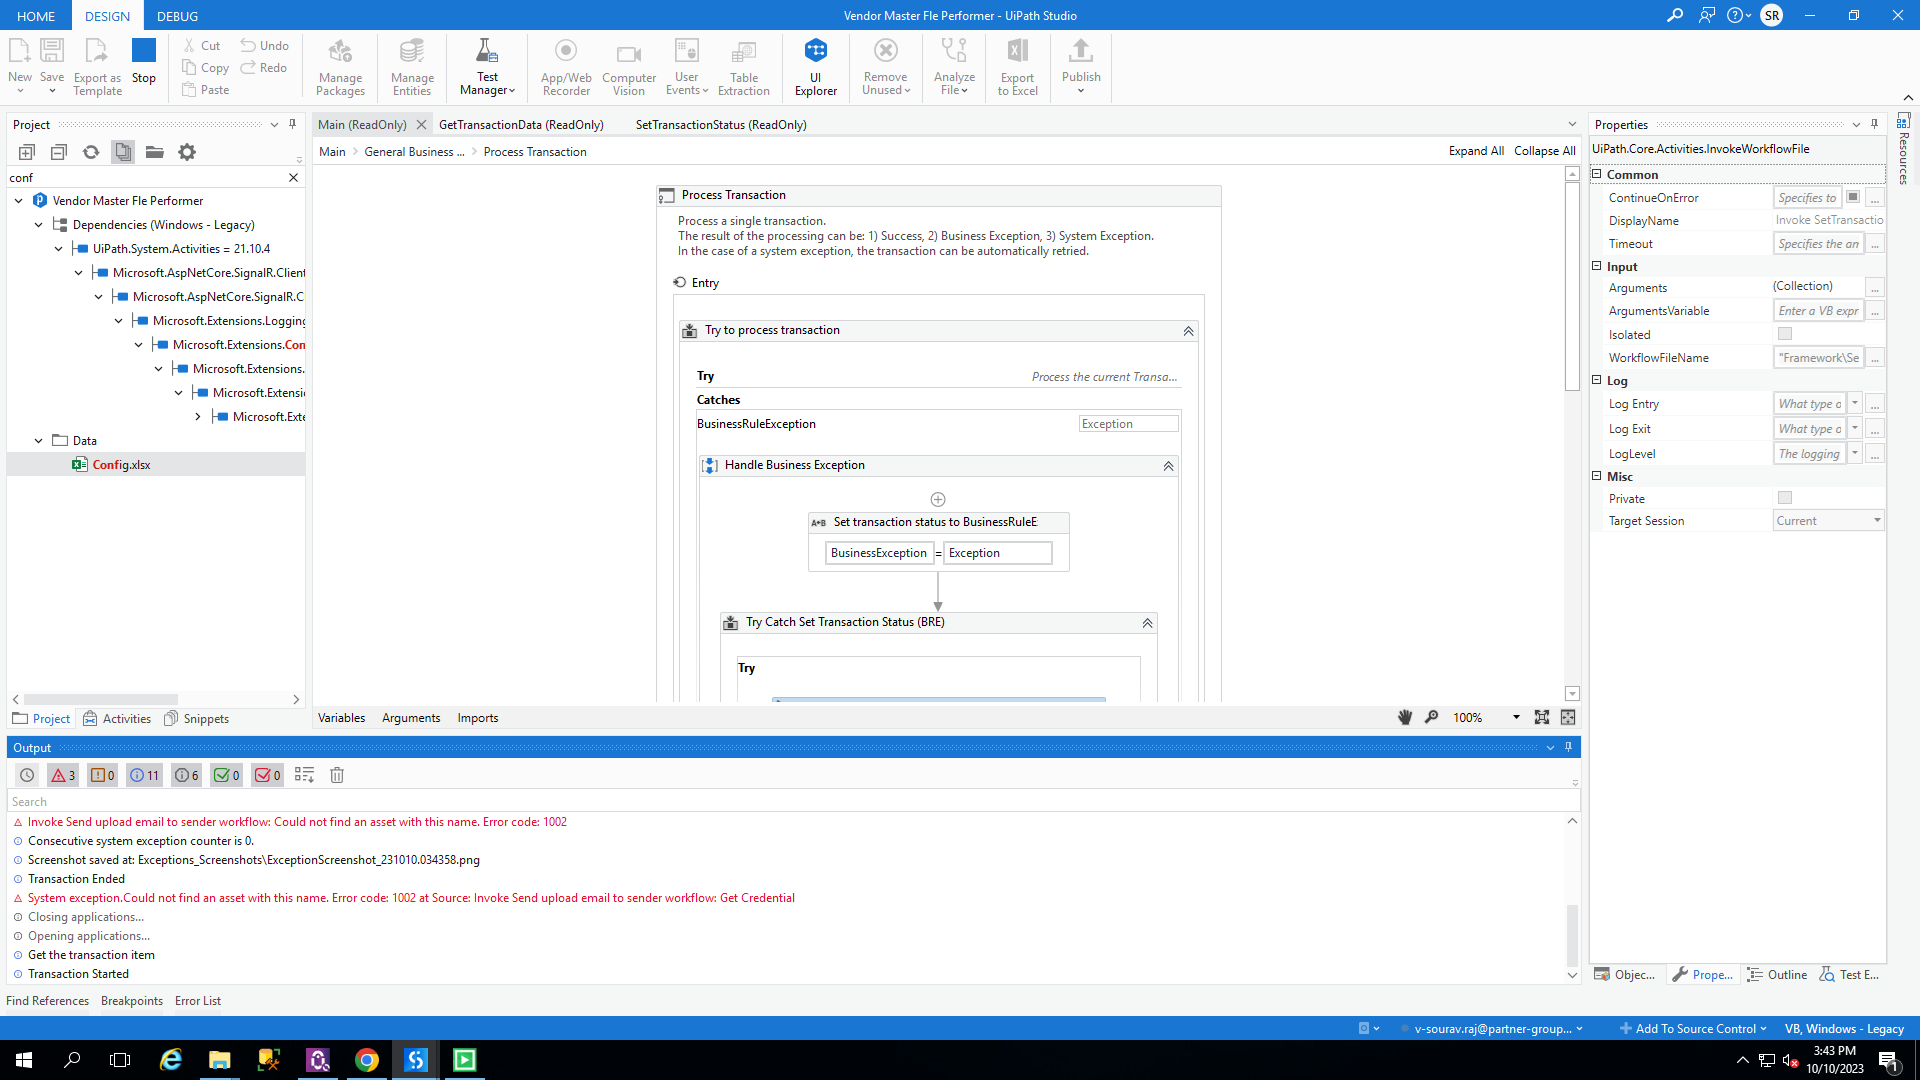 HOME DESIGN DEBUG Vendor Master Fle Performer - UiPath Studio SR
New Save Export as Template Stop Cut Copy Paste Undo Redo Manage Packages Manage Entities Test Manager App/Web Recorder Computer Vision User Events Table Extraction UI Explorer Remove Unused Analyze File Export to Excel Publish
Project
conf
Vendor Master Fle Performer
Dependencies (Windows - Legacy)
UiPath.System.Activities = 21.10.4
Microsoft.AspNetCore.SignalR.Client
Microsoft.AspNetCore.SignalR.C
Microsoft.Extensions.Logging
Microsoft.Extensions.Con
Microsoft.Extensions.
Microsoft.Extensi
Microsoft.Exte
Data
Config.xlsx
Project Activities Snippets
Main (ReadOnly) GetTransactionData (ReadOnly) SetTransactionStatus (ReadOnly)
Main General Business ... Process Transaction Expand All Collapse All
Process Transaction
Process a single transaction.
The result of the processing can be: 1) Success, 2) Business Exception, 3) System Exception.
In the case of a system exception, the transaction can be automatically retried.
Entry
Try to process transaction
Try Process the current Transa...
Catches
BusinessRuleException Exception
Handle Business Exception
A+B Set transaction status to BusinessRuleE
BusinessException = Exception
Try Catch Set Transaction Status (BRE)
Try
Variables Arguments Imports 100%
Properties
UiPath.Core.Activities.InvokeWorkflowFile
Common
ContinueOnError Specifies to ...
DisplayName Invoke SetTransactio
Timeout Specifies the an ...
Input
Arguments (Collection) ...
ArgumentsVariable Enter a VB expr ...
Isolated
WorkflowFileName "Framework\Se ...
Log
Log Entry What type o ...
Log Exit What type o ...
LogLevel The logging ...
Misc
Private
Target Session Current
Objec... Prope... Outline Test E...
Resources
Output
3 0 11 6 0 0
Search
Invoke Send upload email to sender workflow: Could not find an asset with this name. Error code: 1002
Consecutive system exception counter is 0.
Screenshot saved at: Exceptions_Screenshots\ExceptionScreenshot_231010.034358.png
Transaction Ended
System exception.Could not find an asset with this name. Error code: 1002 at Source: Invoke Send upload email to sender workflow: Get Credential
Closing applications...
Opening applications...
Get the transaction item
Transaction Started
Find References Breakpoints Error List
v-sourav.raj@partner-group... Add To Source Control VB, Windows - Legacy
3:43 PM
10/10/2023
1